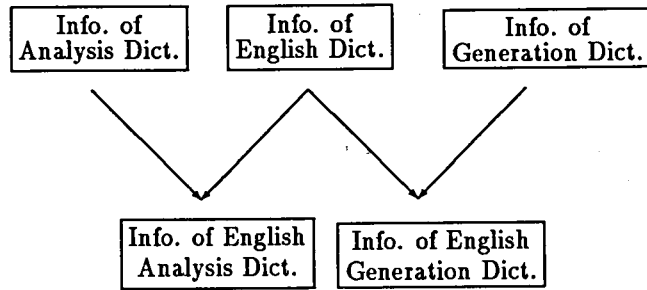 Info. of
Analysis Dict.
Info. of
English Dict.
Info. of
Generation Dict.
Info. of English
Analysis Dict.
Info. of English
Generation Dict.